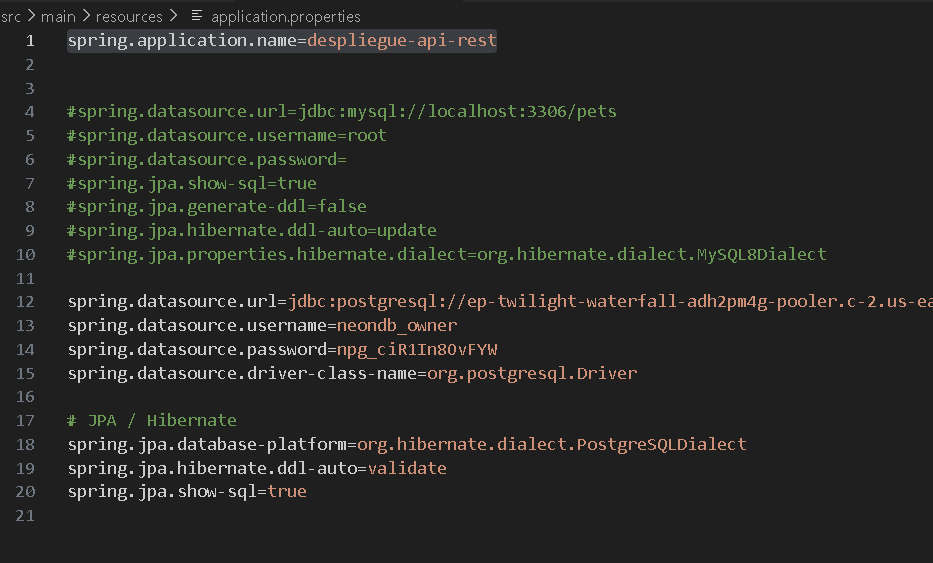 src > main > resources > application.properties
1 spring.application.name=despliegue-api-rest
2
3
4 #spring.datasource.url=jdbc:mysql://localhost:3306/pets
5 #spring.datasource.username=root
6 #spring.datasource.password=
7 #spring.jpa.show-sql=true
8 #spring.jpa.generate-ddl=false
9 #spring.jpa.hibernate.ddl-auto=update
10 #spring.jpa.properties.hibernate.dialect=org.hibernate.dialect.MySQL8Dialect
11
12 spring.datasource.url=jdbc:postgresql://ep-twilight-waterfall-adh2pm4g-pooler.c-2.us-ea
13 spring.datasource.username=neondb_owner
14 spring.datasource.password=npg_ciR1In8OvFYW
15 spring.datasource.driver-class-name=org.postgresql.Driver
16
17 # JPA / Hibernate
18 spring.jpa.database-platform=org.hibernate.dialect.PostgreSQLDialect
19 spring.jpa.hibernate.ddl-auto=validate
20 spring.jpa.show-sql=true
21